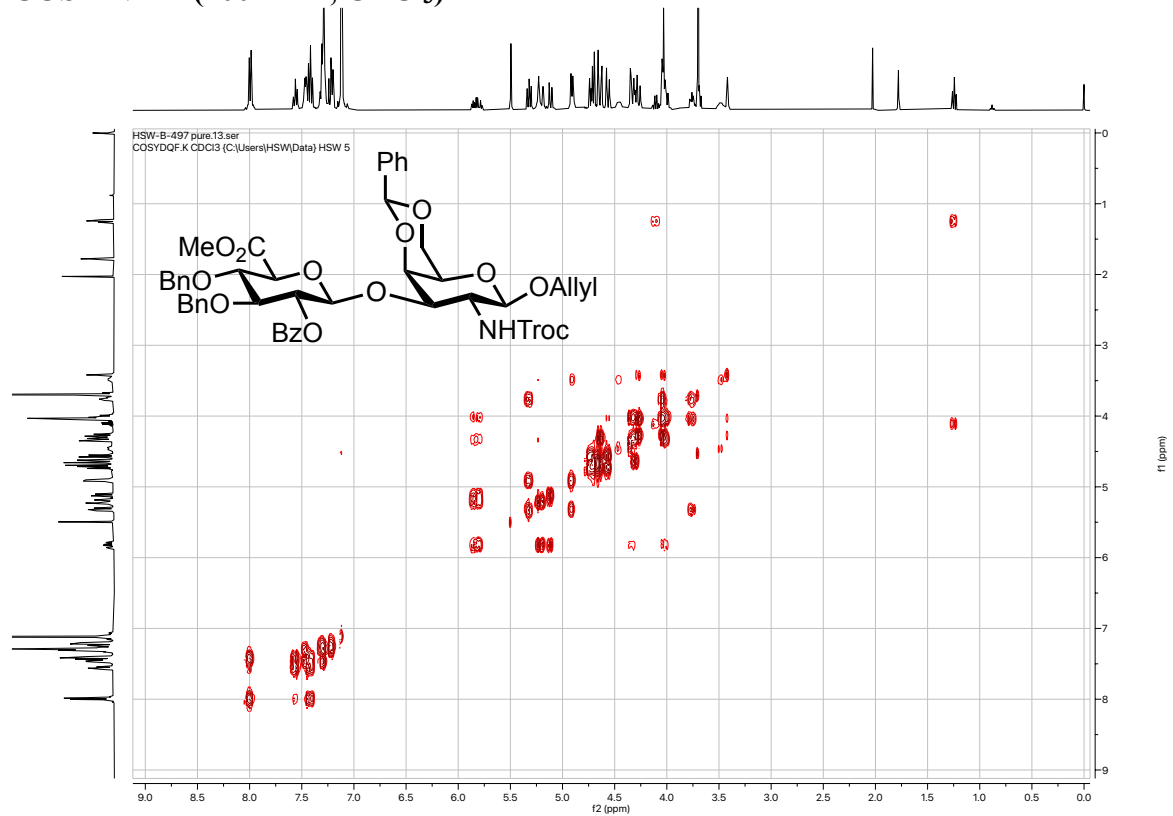 HSW-B-497 pure.13.ser
COSYDQF.K CDCl3 {C:\Users\HSW\Data} HSW 5
Ph
O
O
MeO2C
O
O
BnO
O
OAllyl
BnO
NHTroc
BzO
0
1
2
3
4
5
6
7
8
9
f1 (ppm)
9.0 8.5 8.0 7.5 7.0 6.5 6.0 5.5 5.0 4.5 4.0 3.5 3.0 2.5 2.0 1.5 1.0 0.5 0.0
f2 (ppm)